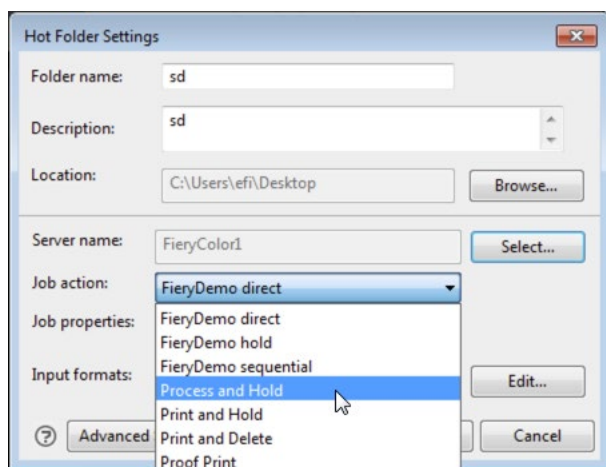 Hot Folder Settings
Folder name: sd
Description: sd
Location: C:\Users\efi\Desktop Browse...
Server name: FieryColor1 Select...
Job action: FieryDemo direct
Job properties: FieryDemo direct
FieryDemo hold
FieryDemo sequential
Input formats: Process and Hold Edit...
Print and Hold
? Advanced Print and Delete Cancel
Proof Print